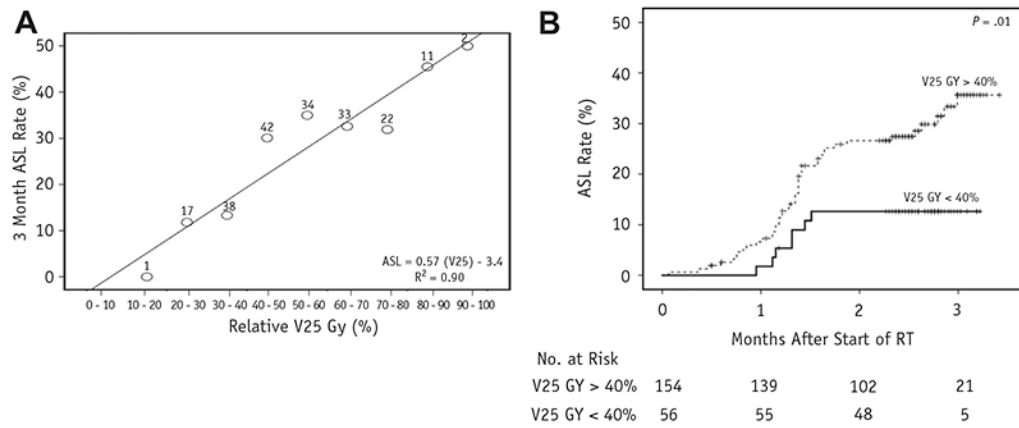 A
3 Month ASL Rate (%)
50
40
30
20
10
0
2
11
34
33
22
42
17
38
1
ASL = 0.57 (V25) - 3.4
R² = 0.90
0 - 10 10 - 20 20 - 30 30 - 40 40 - 50 50 - 60 60 - 70 70 - 80 80 - 90 90 - 100
Relative V25 Gy (%)
B
P = .01
ASL Rate (%)
50
40
30
20
10
0
V25 GY > 40%
V25 GY < 40%
0 1 2 3
Months After Start of RT
No. at Risk
V25 GY > 40% 154 139 102 21
V25 GY < 40% 56 55 48 5